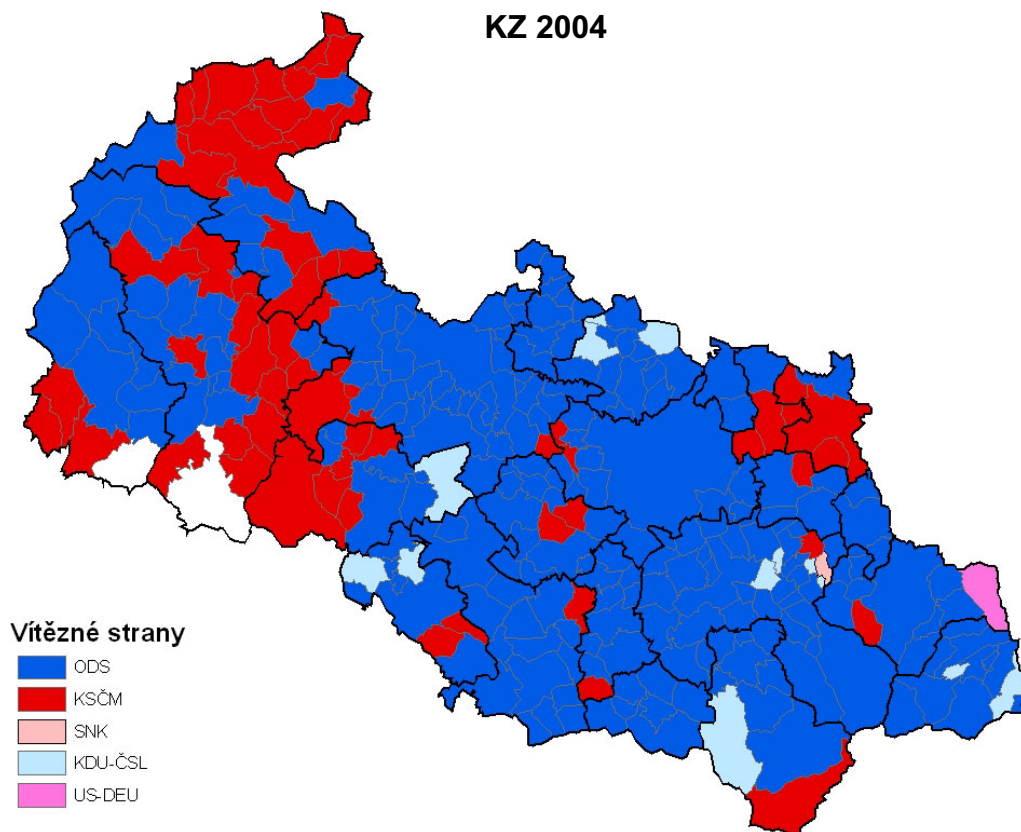 KZ 2004
Vítězné strany
ODS
KSČM
SNK
KDU-ČSL
US-DEU